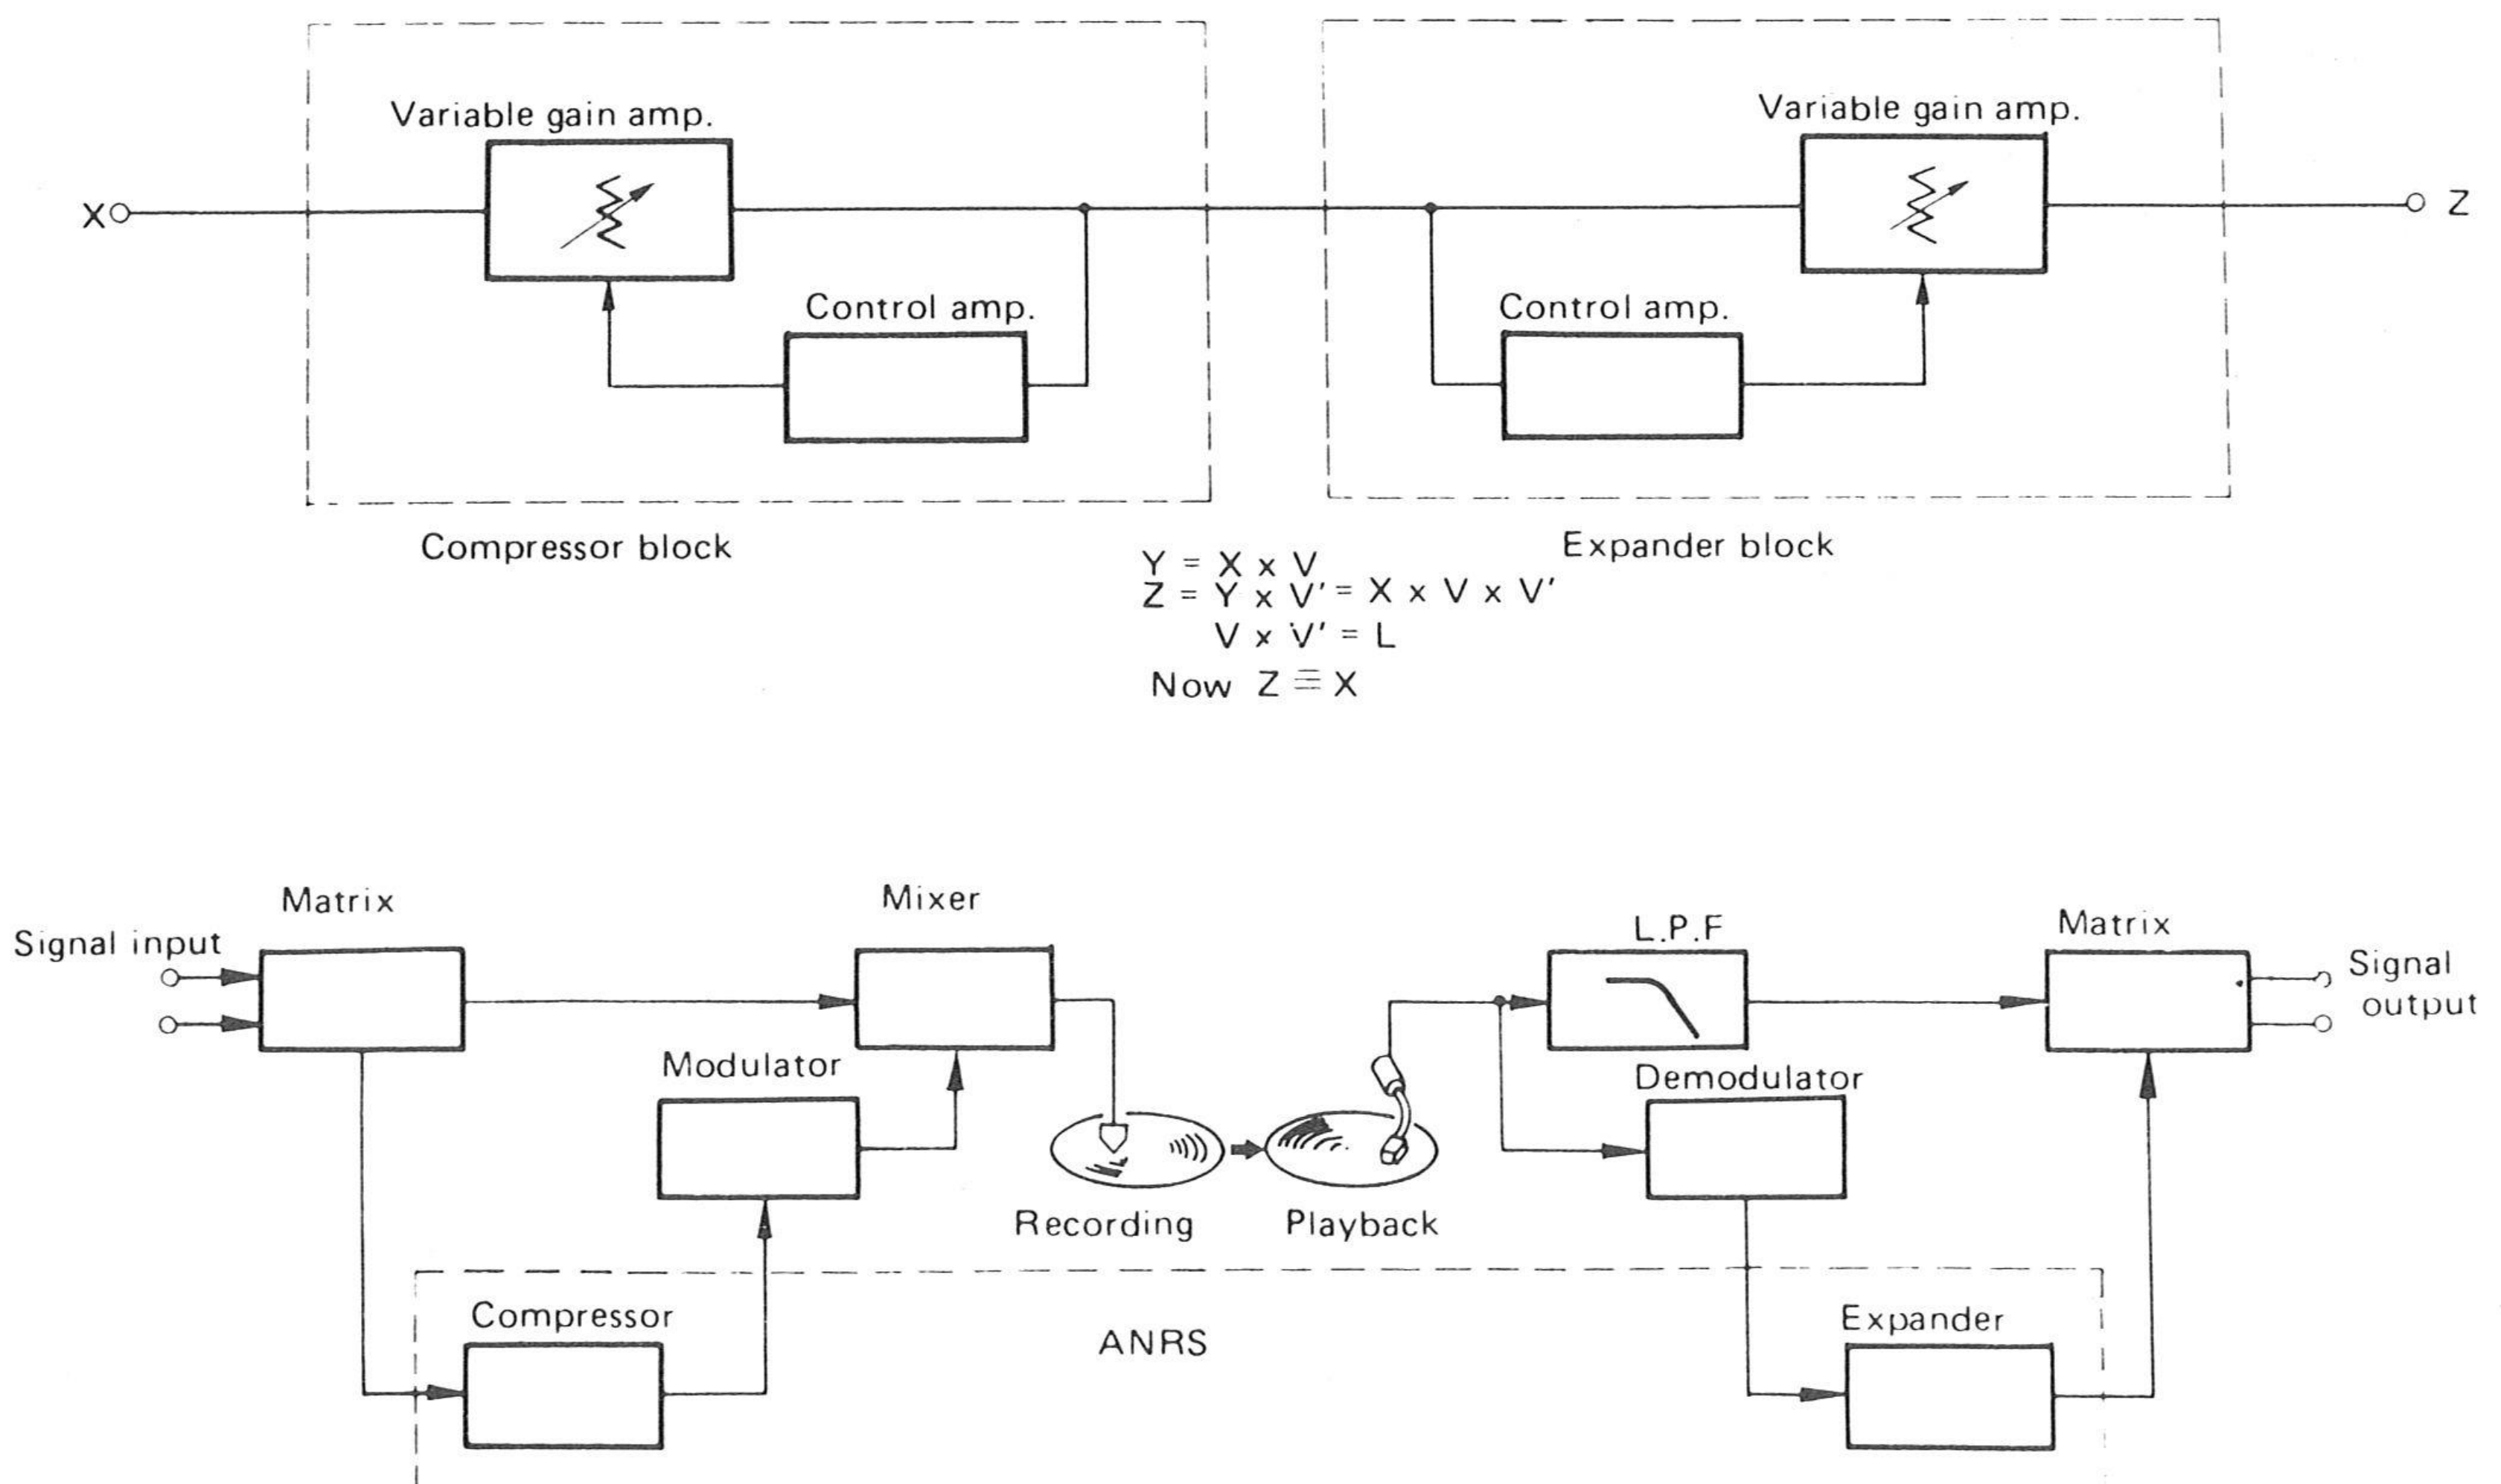 Variable gain amp.
Variable gain amp.
X
Z
Control amp.
Control amp.
Compressor block
Expander block
Y = X x V
Z = Y x V' = X x V x V'
V x V' = L
Now Z ≡ X
Matrix
Mixer
L.P.F
Matrix
Signal input
Signal
output
Modulator
Demodulator
Recording
Playback
Compressor
ANRS
Expander